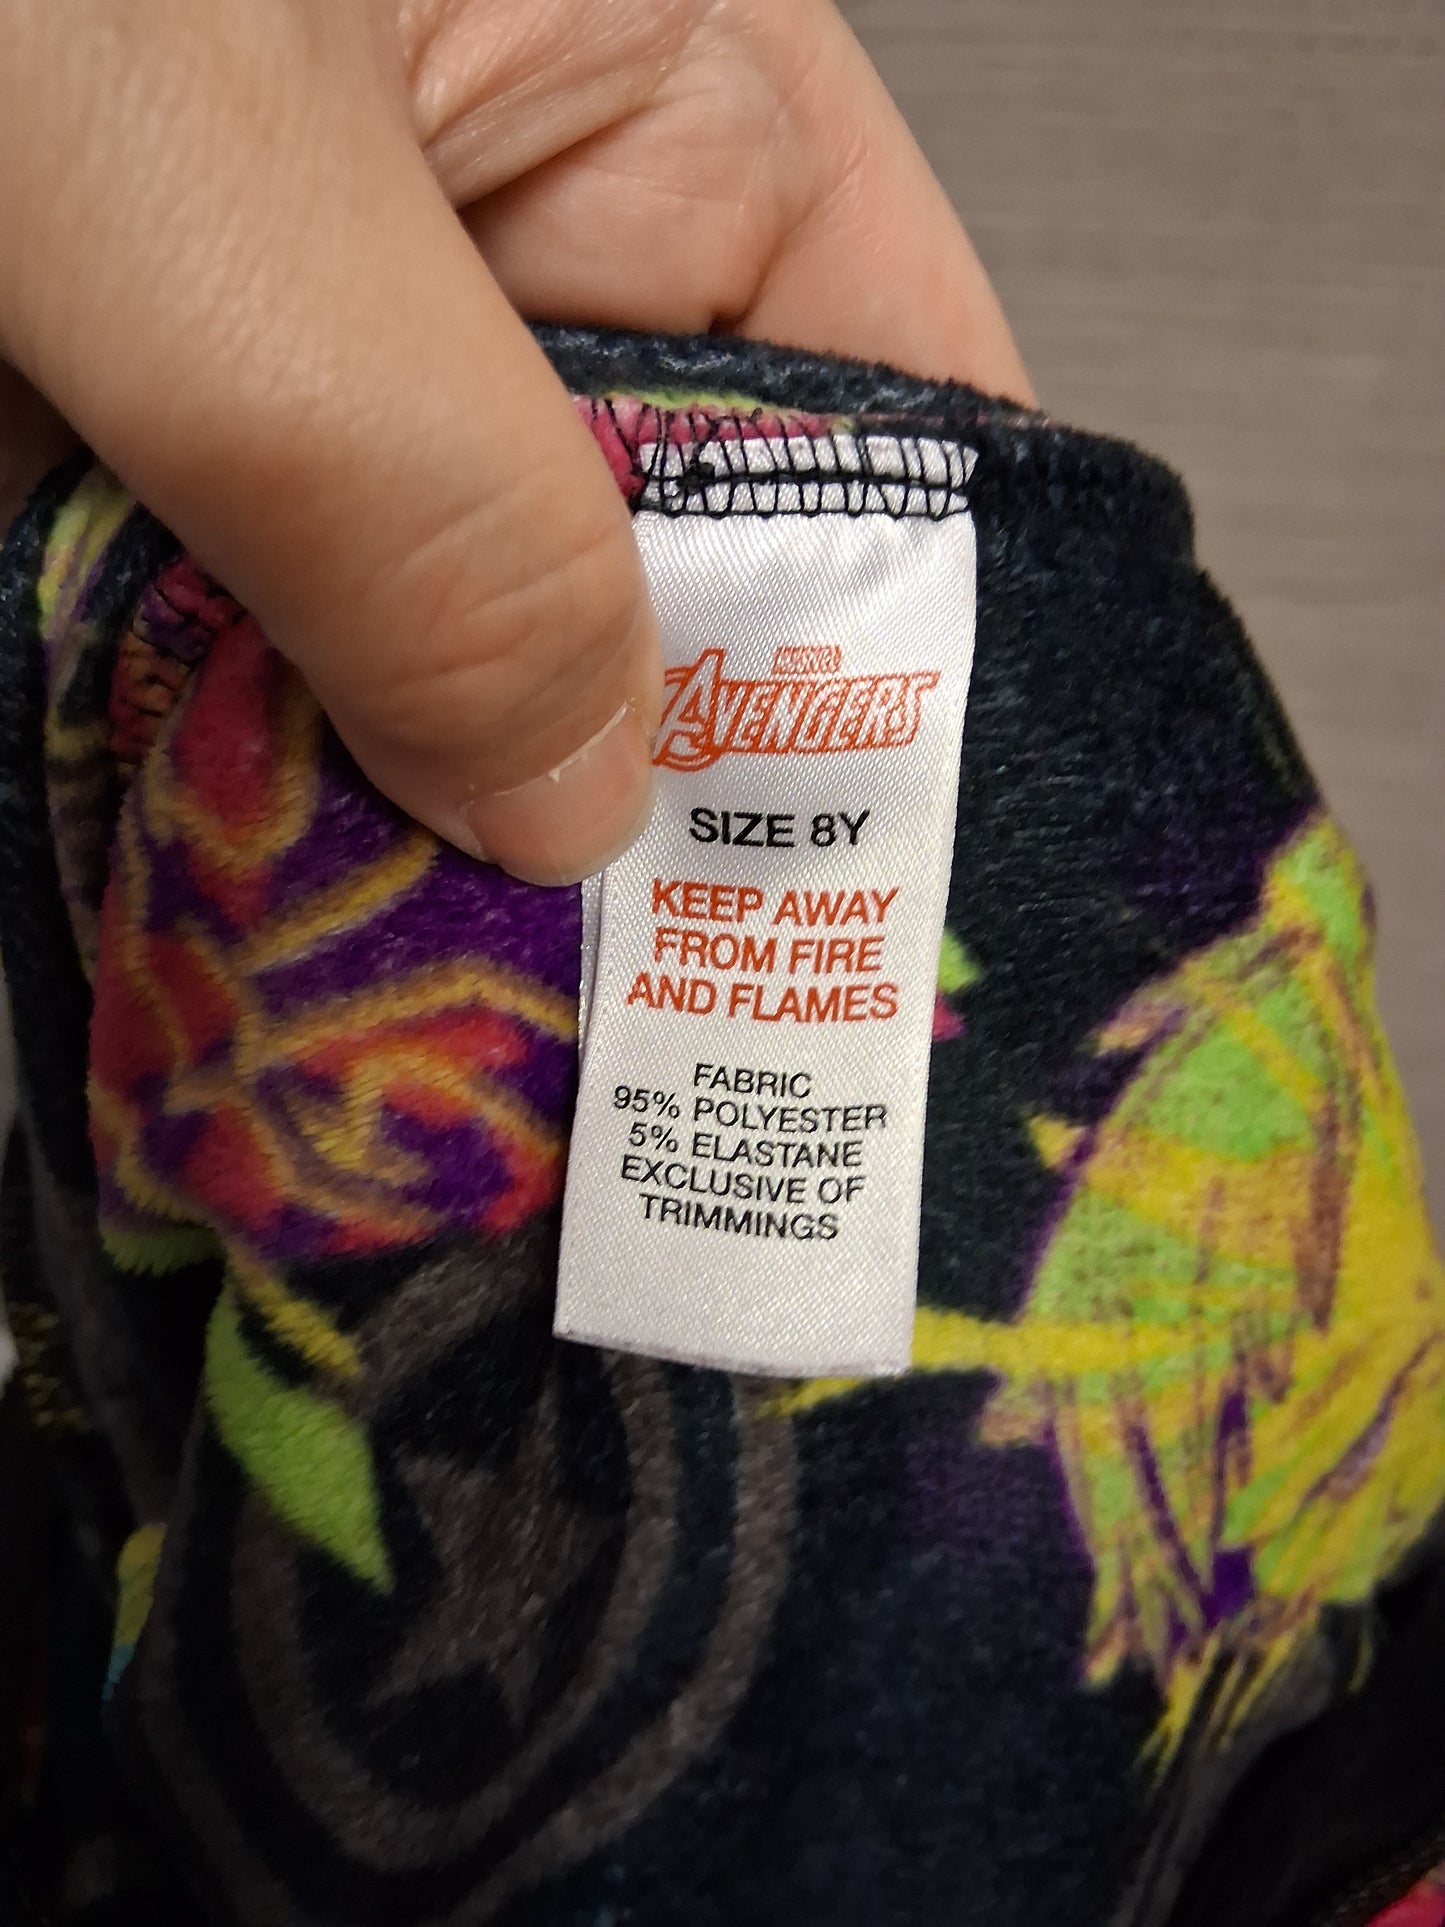 MARVEL
AVENGERS
SIZE 8Y
KEEP AWAY
FROM FIRE
AND FLAMES
FABRIC
95% POLYESTER
5% ELASTANE
EXCLUSIVE OF
TRIMMINGS